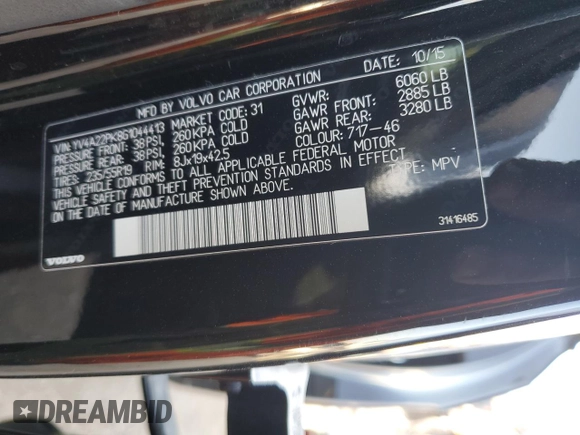 MFD BY VOLVO CAR CORPORATION DATE: 10/15
VIN: YV4A22PK8G1044413 MARKET CODE: 31 GVWR: 6060 LB
PRESSURE FRONT: 38PSI, 260KPA COLD GAWR FRONT: 2885 LB
PRESSURE REAR: 38PSI, 260KPA COLD GAWR REAR: 3280 LB
TIRES: 235/55R19 RIM: 8Jx19x42.5 COLOUR: 717-46
THIS VEHICLE CONFORMS TO ALL APPLICABLE FEDERAL MOTOR
VEHICLE SAFETY AND THEFT PREVENTION STANDARDS IN EFFECT ON
THE DATE OF MANUFACTURE SHOWN ABOVE. TYPE: MPV
31416485
VOLVO
DREAMBID